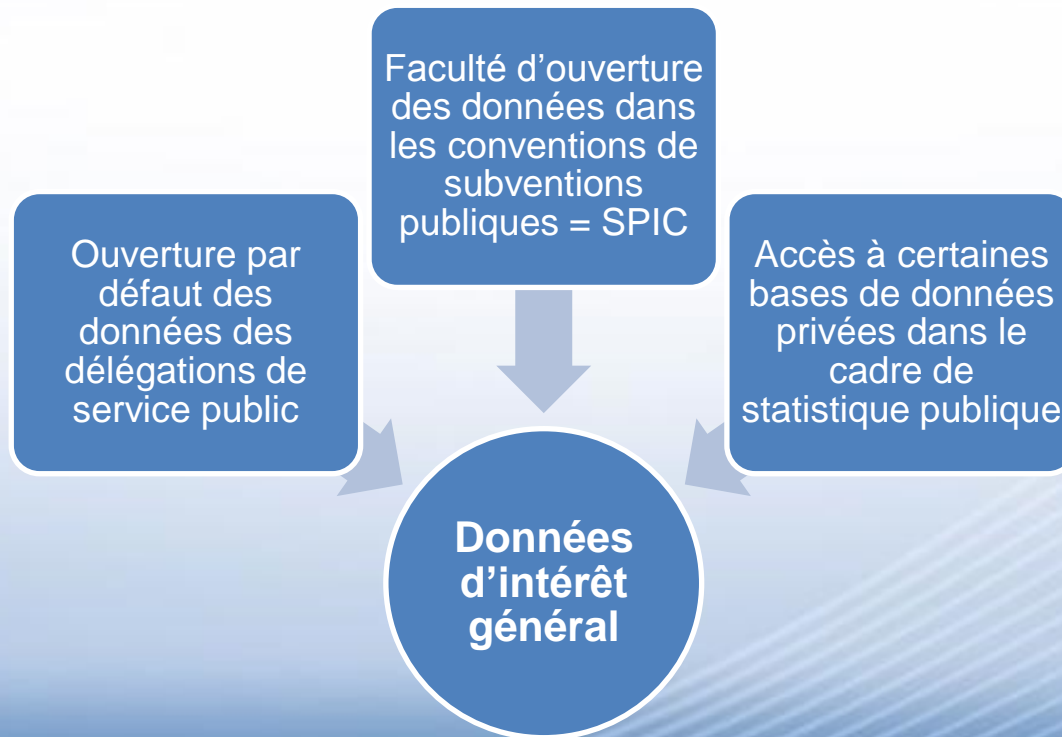 Faculté d’ouverture
des données dans
les conventions de
subventions
publiques = SPIC
Ouverture par
défaut des
données des
délégations de
service public
Accès à certaines
bases de données
privées dans le
cadre de
statistique publique
Données
d’intérêt
général